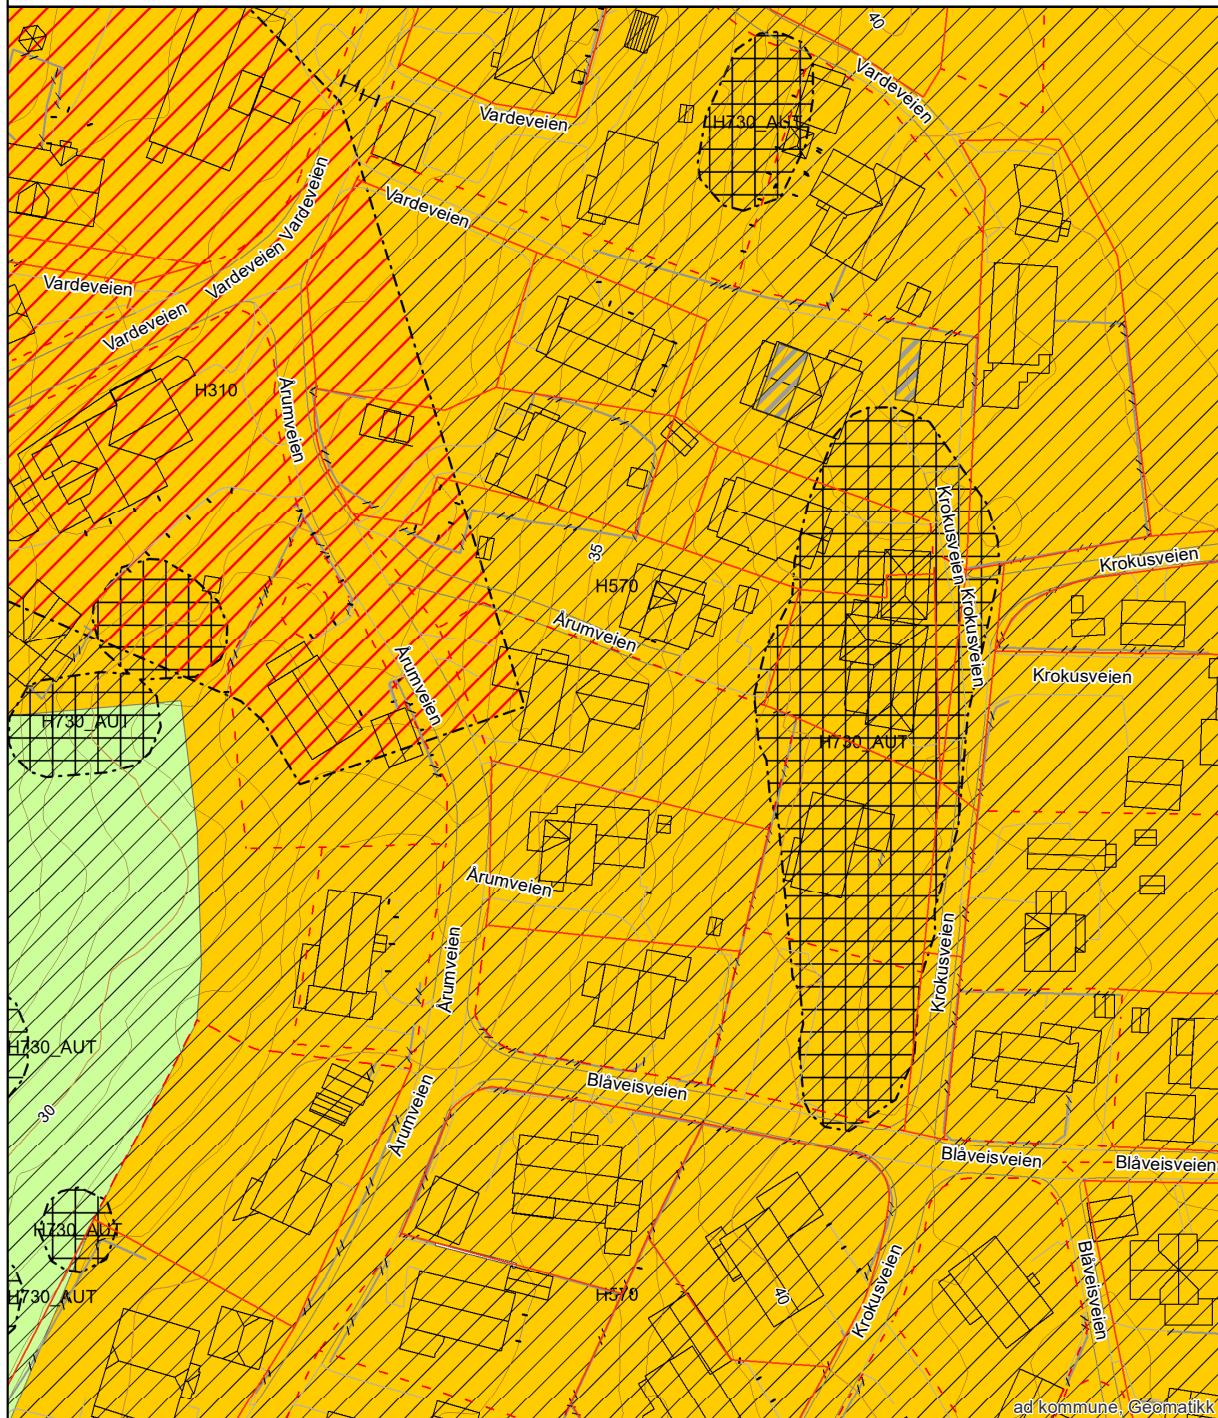 40
Vardeveien
Vardeveien
H730_AUT
Vardeveien
Vardeveien
Vardeveien
Vardeveien
Vardeveien
H310
Årumveien
Krokusveien
35
Krokusveien
H570
Krokusveien
Årumveien
Årumveien
Krokusveien
H730_AUT
H730_AUT
Årumveien
Årumveien
Krokusveien
H730_AUT
Blåveisveien
30
Årumveien
Blåveisveien
Blåveisveien
H730_AUT
Krokusveien
Blåveisveien
H730_AUT
H570
40
ad kommune, Geomatikk